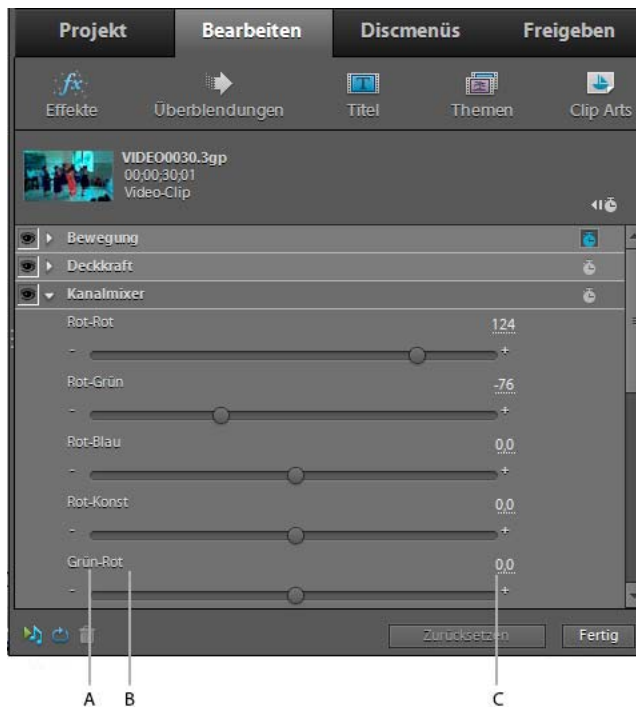 Projekt Bearbeiten Discmenüs Freigeben
Effekte Überblendungen Titel Themen Clip Arts
VIDEO0030.3gp
00;00;30;01
Video-Clip
Bewegung
Deckkraft
Kanalmixer
Rot-Rot 124
- +
Rot-Grün -76
- +
Rot-Blau 0,0
- +
Rot-Konst 0,0
- +
Grün-Rot 0,0
- +
Zurücksetzen Fertig
A B C